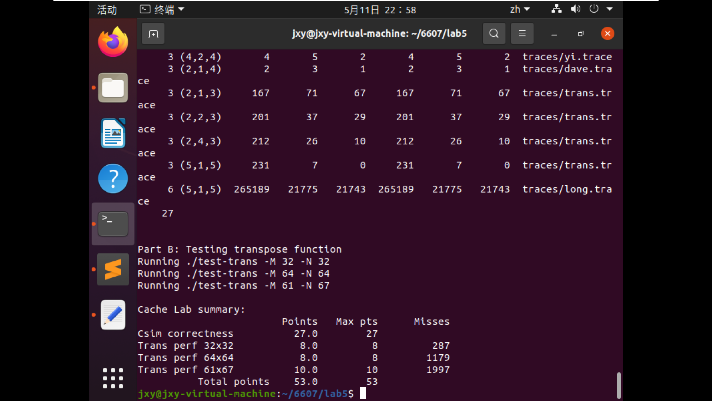 活动 终端 5月11日 22：58 zh
jxy@jxy-virtual-machine: ~/6607/lab5
3 (4,2,4) 4 5 2 4 5 2 traces/yi.trace
3 (2,1,4) 2 3 1 2 3 1 traces/dave.tra
ce
3 (2,1,3) 167 71 67 167 71 67 traces/trans.tr
ace
3 (2,2,3) 201 37 29 201 37 29 traces/trans.tr
ace
3 (2,4,3) 212 26 10 212 26 10 traces/trans.tr
ace
3 (5,1,5) 231 7 0 231 7 0 traces/trans.tr
ace
6 (5,1,5) 265189 21775 21743 265189 21775 21743 traces/long.tra
ce
27
Part B: Testing transpose function
Running ./test-trans -M 32 -N 32
Running ./test-trans -M 64 -N 64
Running ./test-trans -M 61 -N 67
Cache Lab summary:
Points Max pts Misses
Csim correctness 27.0 27
Trans perf 32x32 8.0 8 287
Trans perf 64x64 8.0 8 1179
Trans perf 61x67 10.0 10 1997
Total points 53.0 53
jxy@jxy-virtual-machine:~/6607/lab5$